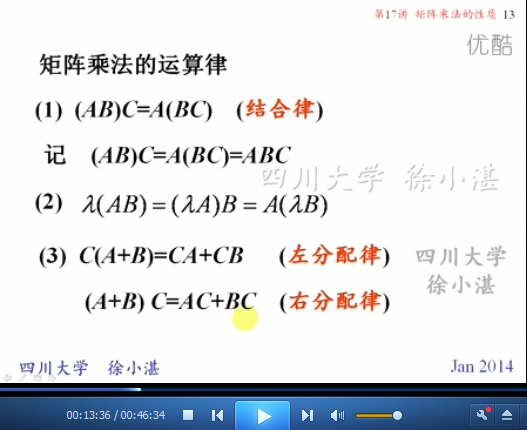 第17讲 矩阵乘法的性质 13
优酷
矩阵乘法的运算律
(1) (AB)C=A(BC) (结合律)
记 (AB)C=A(BC)=ABC
四川大学 徐小湛
(2) λ(AB)=(λA)B=A(λB)
(3) C(A+B)=CA+CB (左分配律)
四川大学
徐小湛
(A+B) C=AC+BC (右分配律)
四川大学 徐小湛 Jan 2014
00:13:36 / 00:46:34